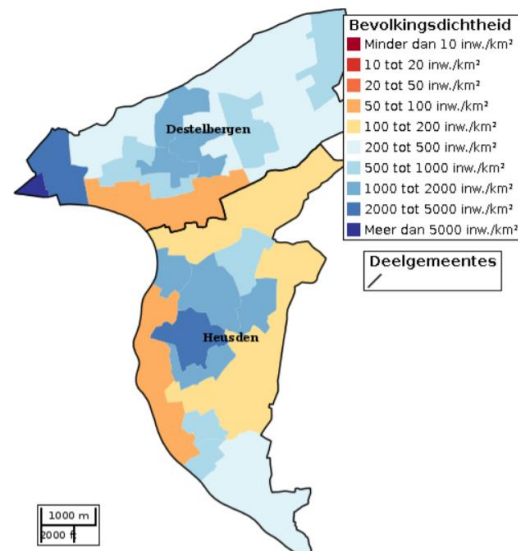 Bevolkingsdichtheid
Minder dan 10 inw./km²
10 tot 20 inw./km²
20 tot 50 inw./km²
50 tot 100 inw./km²
100 tot 200 inw./km²
200 tot 500 inw./km²
500 tot 1000 inw./km²
1000 tot 2000 inw./km²
2000 tot 5000 inw./km²
Meer dan 5000 inw./km²
Deelgemeentes
Destelbergen
Heusden
1000 m
2000 ft